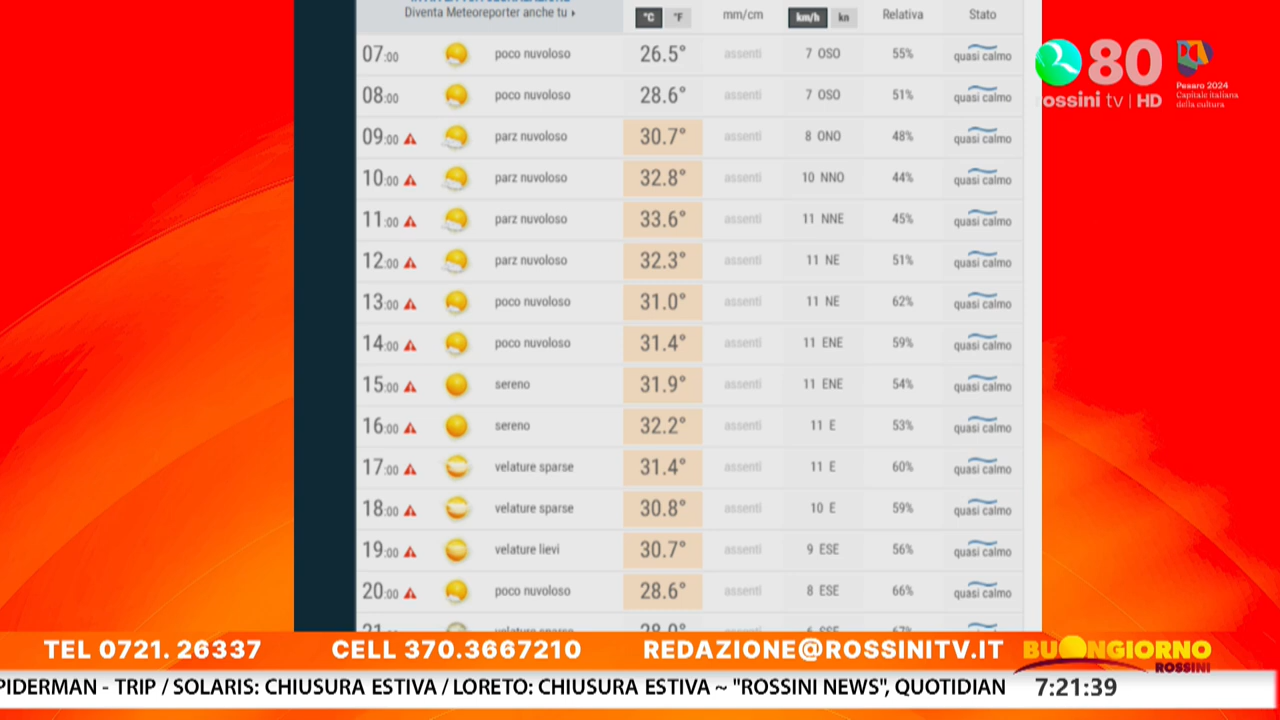 Diventa Meteoreporter anche tu ▸
°C °F mm/cm km/h kn Relativa Stato
07:00 poco nuvoloso 26.5° assenti 7 OSO 55% quasi calmo
08:00 poco nuvoloso 28.6° assenti 7 OSO 51% quasi calmo
09:00 parz nuvoloso 30.7° assenti 8 ONO 48% quasi calmo
10:00 parz nuvoloso 32.8° assenti 10 NNO 44% quasi calmo
11:00 parz nuvoloso 33.6° assenti 11 NNE 45% quasi calmo
12:00 parz nuvoloso 32.3° assenti 11 NE 51% quasi calmo
13:00 poco nuvoloso 31.0° assenti 11 NE 62% quasi calmo
14:00 poco nuvoloso 31.4° assenti 11 ENE 59% quasi calmo
15:00 sereno 31.9° assenti 11 ENE 54% quasi calmo
16:00 sereno 32.2° assenti 11 E 53% quasi calmo
17:00 velature sparse 31.4° assenti 11 E 60% quasi calmo
18:00 velature sparse 30.8° assenti 10 E 59% quasi calmo
19:00 velature lievi 30.7° assenti 9 ESE 56% quasi calmo
20:00 poco nuvoloso 28.6° assenti 8 ESE 66% quasi calmo
80
rossini tv | HD
Pesaro 2024
Capitale italiana
della cultura
TEL 0721. 26337 CELL 370.3667210 REDAZIONE@ROSSINITV.IT
BUONGIORNO
ROSSINI
PIDERMAN - TRIP / SOLARIS: CHIUSURA ESTIVA / LORETO: CHIUSURA ESTIVA ~ "ROSSINI NEWS", QUOTIDIAN
7:21:39